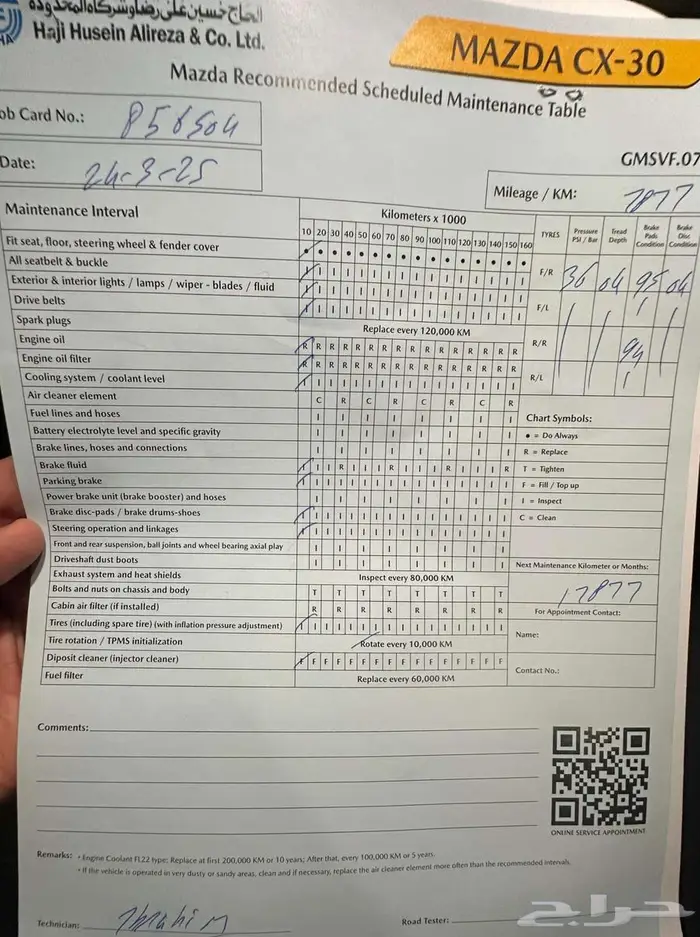 الحاج حسين علي رضا وشركاه المحدودة
Haji Husein Alireza & Co. Ltd.
MAZDA CX-30
Mazda Recommended Scheduled Maintenance Table
ob Card No.: 856504
GMSVF.07
Date: 24-3-25
Mileage / KM: 7877
Maintenance Interval
Kilometers x 1000
10 20 30 40 50 60 70 80 90 100 110 120 130 140 150 160
TYRES Pressure PSI / Bar Tread Depth Brake Pads Condition Brake Disc Condition
Fit seat, floor, steering wheel & fender cover • • • • • • • • • • • • • • • •
All seatbelt & buckle I I I I I I I I I I I I I I I I
F/R 36 04 95 04
Exterior & interior lights / lamps / wiper - blades / fluid I I I I I I I I I I I I I I I I
F/L
Drive belts I I I I I I I I I I I I I I I I
Spark plugs Replace every 120,000 KM
R/R 94
Engine oil R R R R R R R R R R R R R R R R
Engine oil filter R R R R R R R R R R R R R R R R
R/L
Cooling system / coolant level I I I I I I I I I I I I I I I I
Air cleaner element C R C R C R C R
Fuel lines and hoses I I I I I I I I
Chart Symbols:
Battery electrolyte level and specific gravity I I I I I I I I
• = Do Always
Brake lines, hoses and connections I I I I I I I I
R = Replace
Brake fluid I I I R I I I R I I I R I I I R
T = Tighten
Parking brake I I I I I I I I I I I I I I I I
F = Fill / Top up
Power brake unit (brake booster) and hoses I I I I I I I I
I = Inspect
Brake disc-pads / brake drums-shoes I I I I I I I I I I I I I I I I
C = Clean
Steering operation and linkages I I I I I I I I I I I I I I I I
Front and rear suspension, ball joints and wheel bearing axial play I I I I I I I I
Driveshaft dust boots I I I I I I I I
Next Maintenance Kilometer or Months:
17877
Exhaust system and heat shields Inspect every 80,000 KM
Bolts and nuts on chassis and body T T T T T T T T
Cabin air filter (if installed) R R R R R R R R
For Appointment Contact:
Tires (including spare tire) (with inflation pressure adjustment) I I I I I I I I I I I I I I I I
Name:
Tire rotation / TPMS initialization Rotate every 10,000 KM
Diposit cleaner (injector cleaner) F F F F F F F F F F F F F F F F
Contact No.:
Fuel filter Replace every 60,000 KM
Comments:
ONLINE SERVICE APPOINTMENT
Remarks: • Engine Coolant FL22 type: Replace at first 200,000 KM or 10 years; After that, every 100,000 KM or 5 years.
• If the vehicle is operated in very dusty or sandy areas, clean and if necessary, replace the air cleaner element more often than the recommended intervals.
Technician: Ibrahim
Road Tester:
حراج